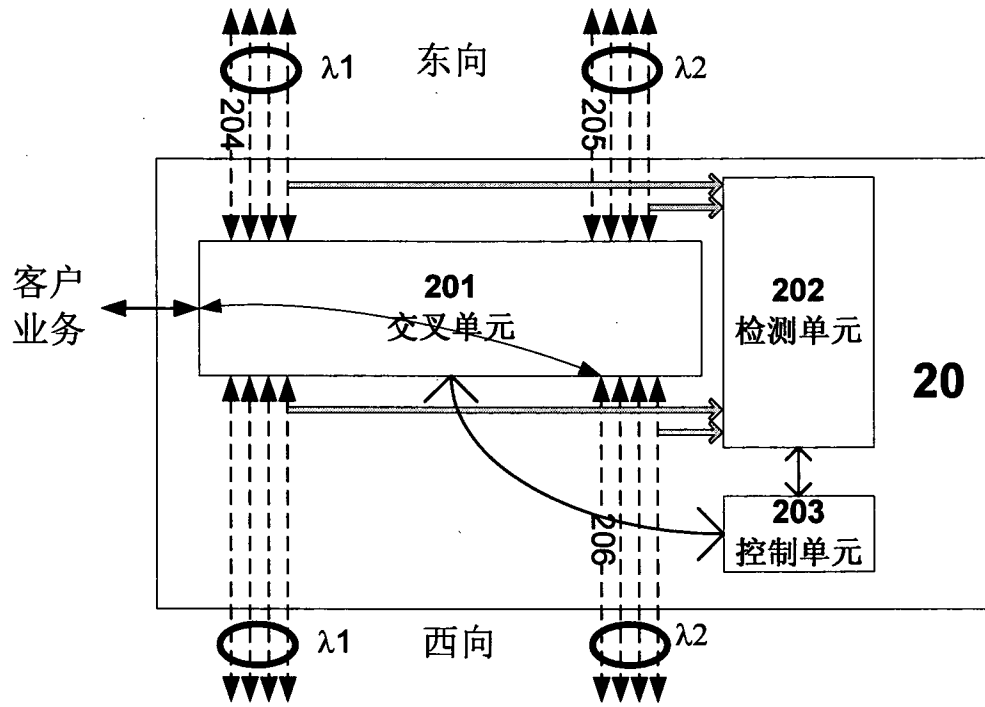 λ1
东向
λ2
204
205
客户
业务
201
交叉单元
202
检测单元
20
203
控制单元
206
λ1
西向
λ2